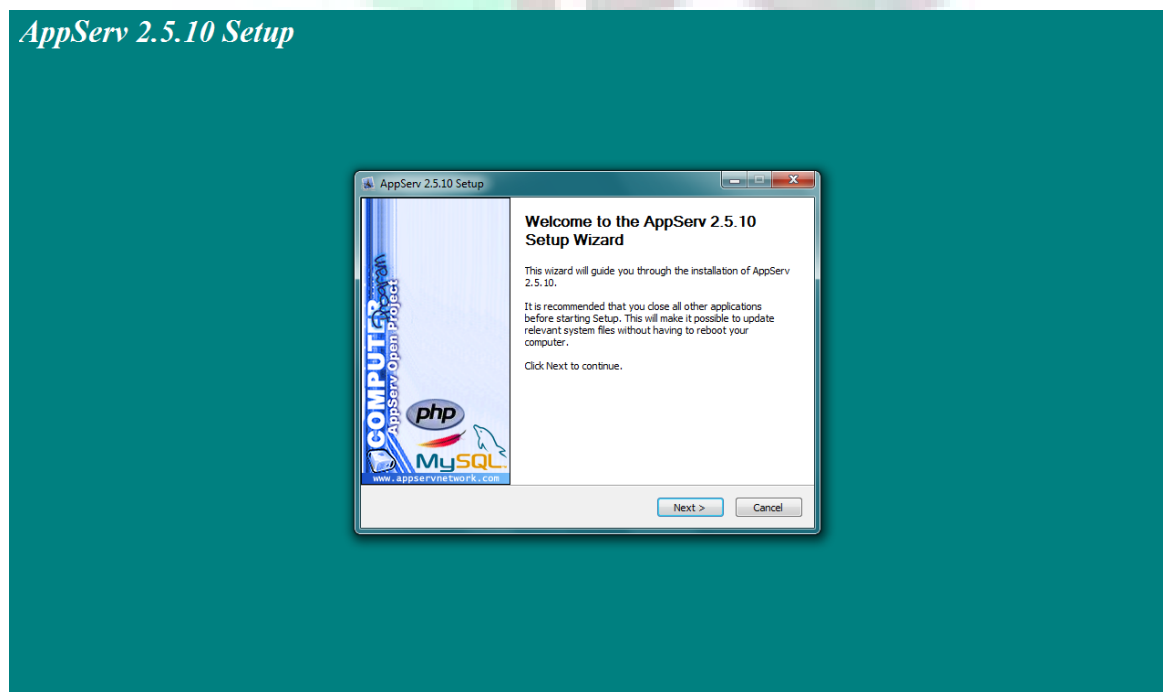 AppServ 2.5.10 Setup
AppServ 2.5.10 Setup
Welcome to the AppServ 2.5.10
Setup Wizard
This wizard will guide you through the installation of AppServ
2.5.10.
It is recommended that you close all other applications
before starting Setup. This will make it possible to update
relevant system files without having to reboot your
computer.
Click Next to continue.
COMPUTER
Program
AppServ Open Project
php
MySQL
www.appservnetwork.com
Next >
Cancel